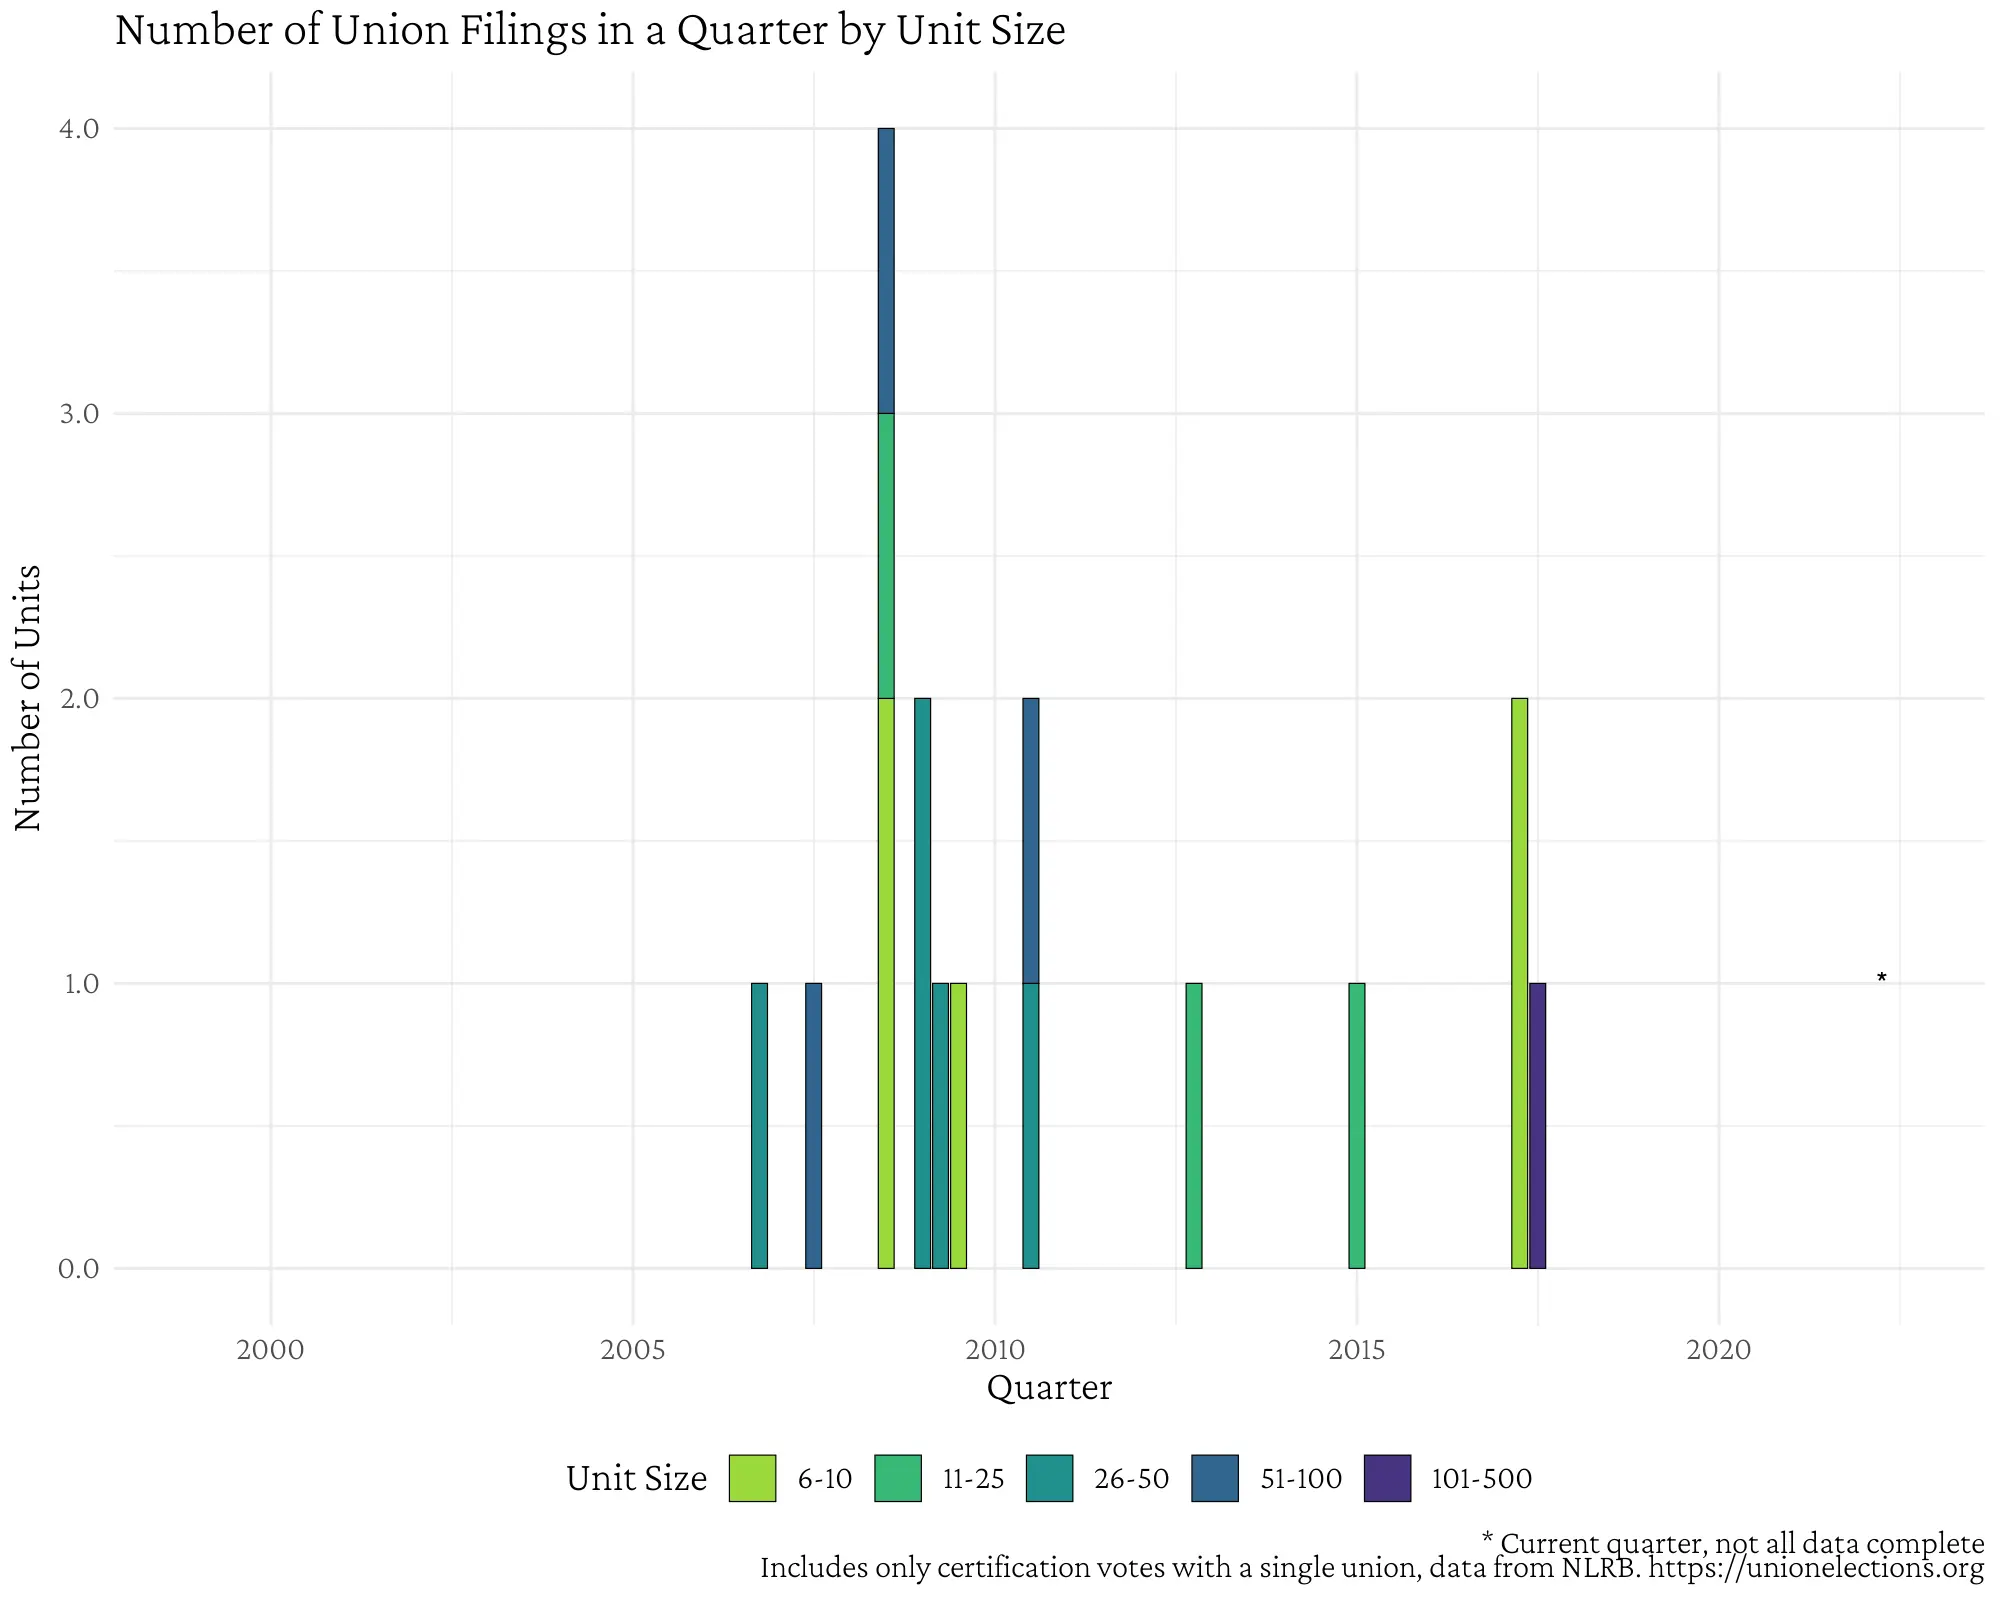 Number of Union Filings in a Quarter by Unit Size
Number of Units
4.0
3.0
2.0
1.0
0.0
*
2000 2005 2010 2015 2020
Quarter
Unit Size 6-10 11-25 26-50 51-100 101-500
* Current quarter, not all data complete
Includes only certification votes with a single union, data from NLRB. https://unionelections.org